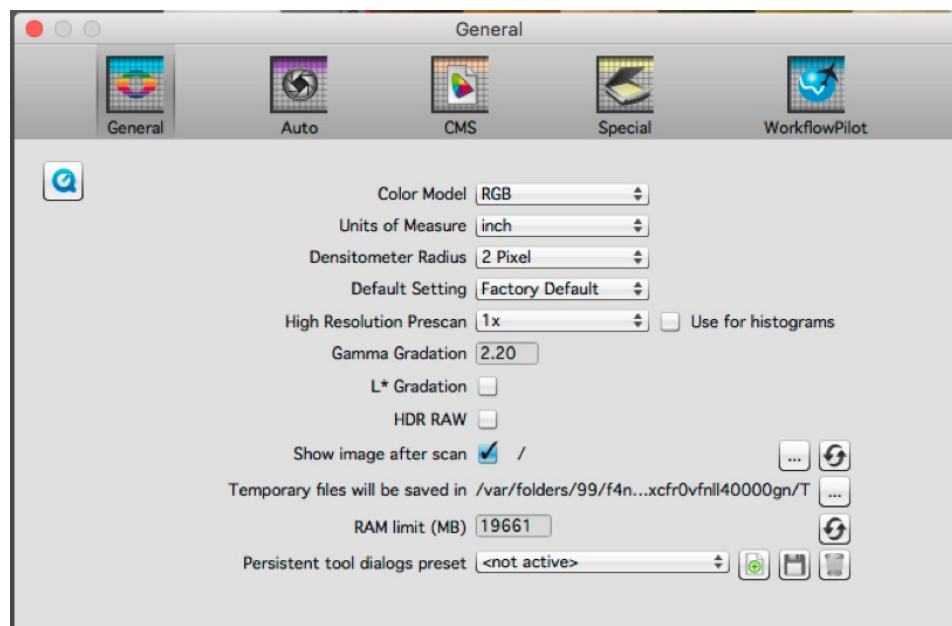 General
General Auto CMS Special WorkflowPilot
Color Model RGB
Units of Measure inch
Densitometer Radius 2 Pixel
Default Setting Factory Default
High Resolution Prescan 1x Use for histograms
Gamma Gradation 2.20
L* Gradation
HDR RAW
Show image after scan / ...
Temporary files will be saved in /var/folders/99/f4n...xcfr0vfnll40000gn/T ...
RAM limit (MB) 19661
Persistent tool dialogs preset <not active>